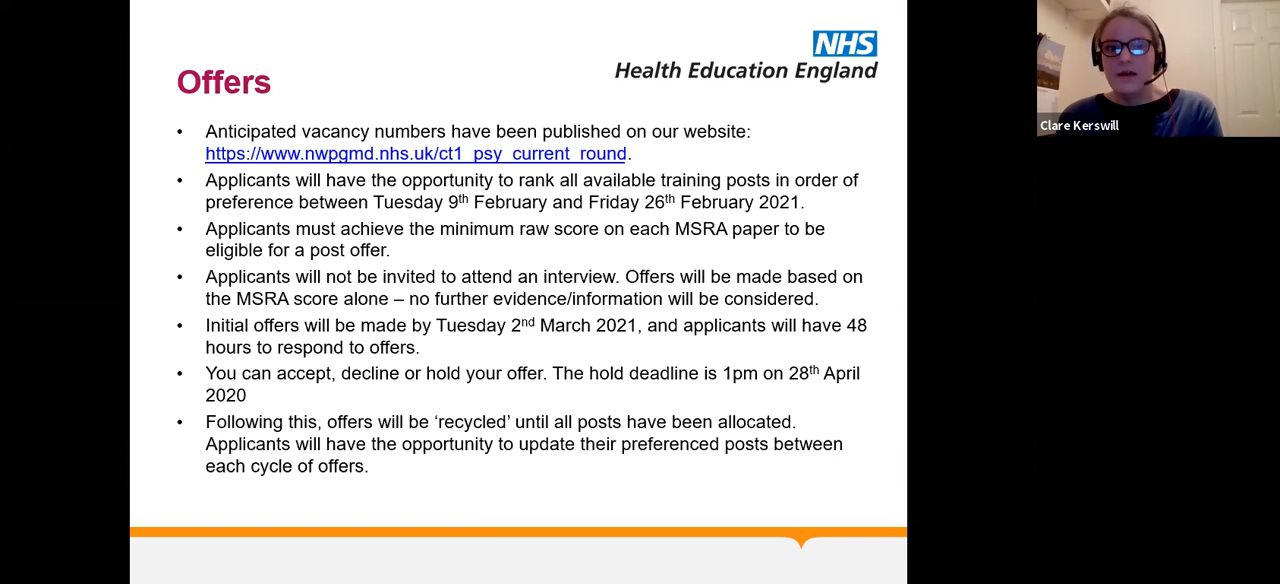 NHS
Health Education England
Offers
• Anticipated vacancy numbers have been published on our website:
https://www.nwpgmd.nhs.uk/ct1_psy_current_round.
• Applicants will have the opportunity to rank all available training posts in order of
preference between Tuesday 9th February and Friday 26th February 2021.
• Applicants must achieve the minimum raw score on each MSRA paper to be
eligible for a post offer.
• Applicants will not be invited to attend an interview. Offers will be made based on
the MSRA score alone – no further evidence/information will be considered.
• Initial offers will be made by Tuesday 2nd March 2021, and applicants will have 48
hours to respond to offers.
• You can accept, decline or hold your offer. The hold deadline is 1pm on 28th April
2020
• Following this, offers will be ‘recycled’ until all posts have been allocated.
Applicants will have the opportunity to update their preferenced posts between
each cycle of offers.
Clare Kerswill